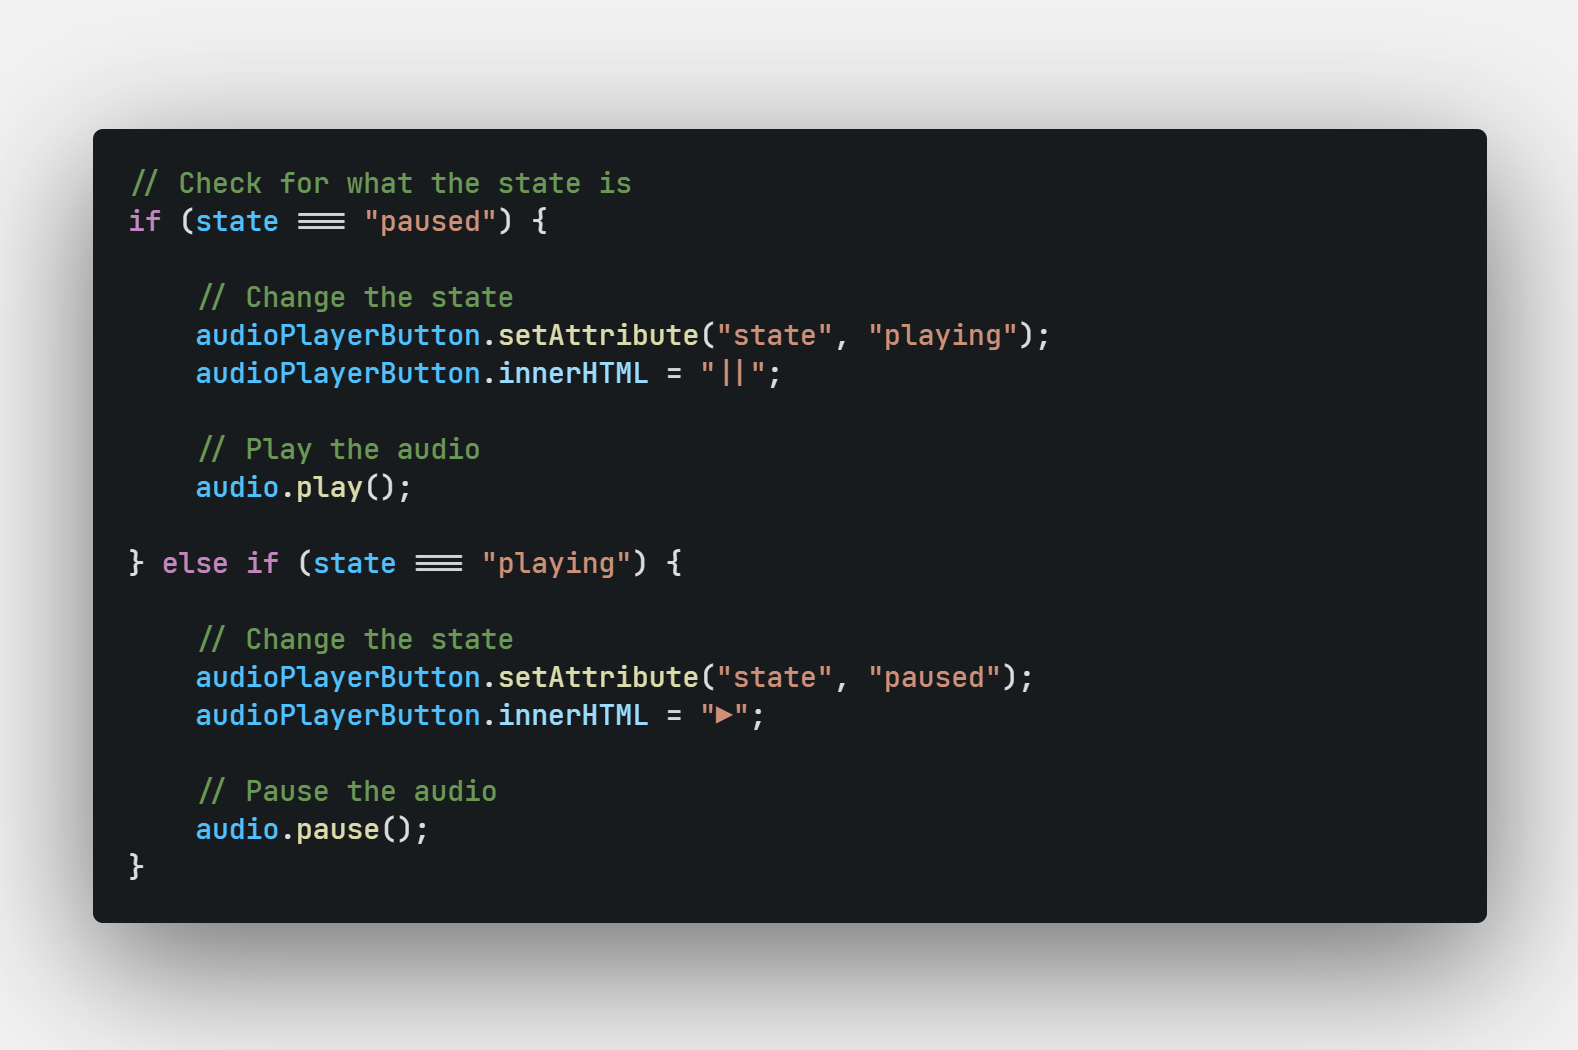 // Check for what the state is
if (state === "paused") {
    // Change the state
    audioPlayerButton.setAttribute("state", "playing");
    audioPlayerButton.innerHTML = "||";
    // Play the audio
    audio.play();
} else if (state === "playing") {
    // Change the state
    audioPlayerButton.setAttribute("state", "paused");
    audioPlayerButton.innerHTML = "►";
    // Pause the audio
    audio.pause();
}